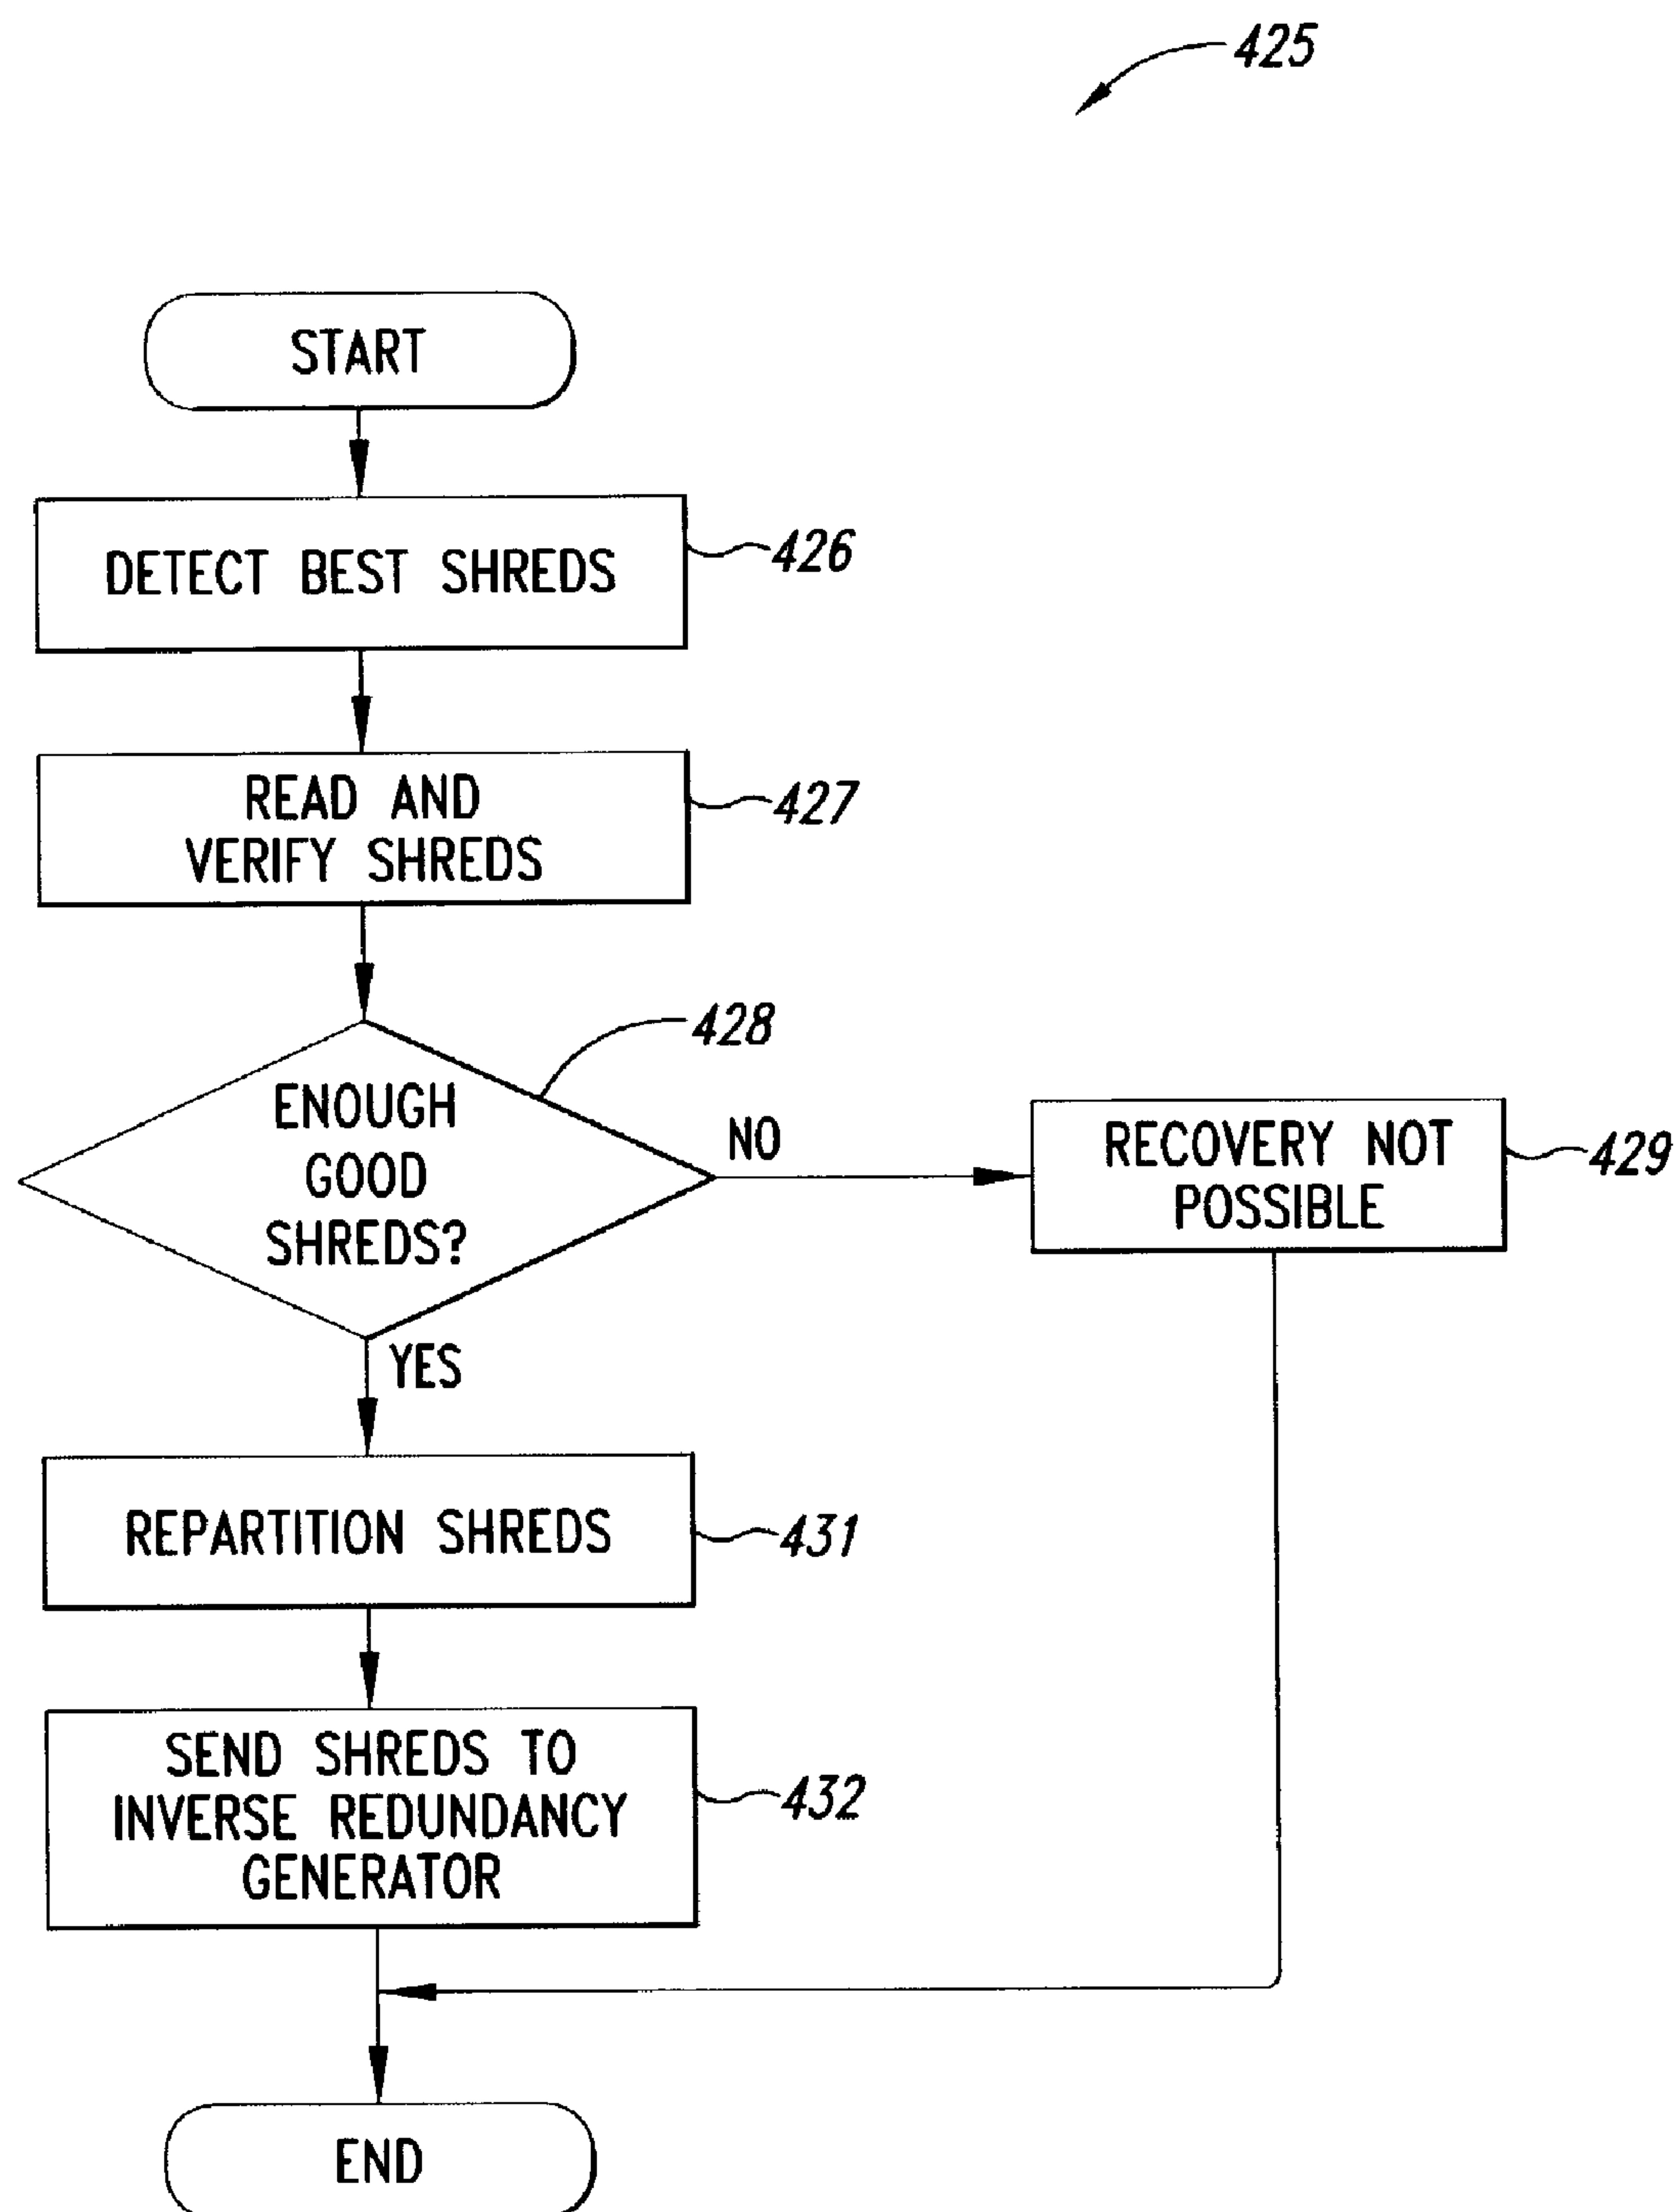 425
START
DETECT BEST SHREDS
426
READ AND
VERIFY SHREDS
427
428
ENOUGH
GOOD
SHREDS?
NO
RECOVERY NOT
POSSIBLE
429
YES
REPARTITION SHREDS
431
SEND SHREDS TO
INVERSE REDUNDANCY
GENERATOR
432
END